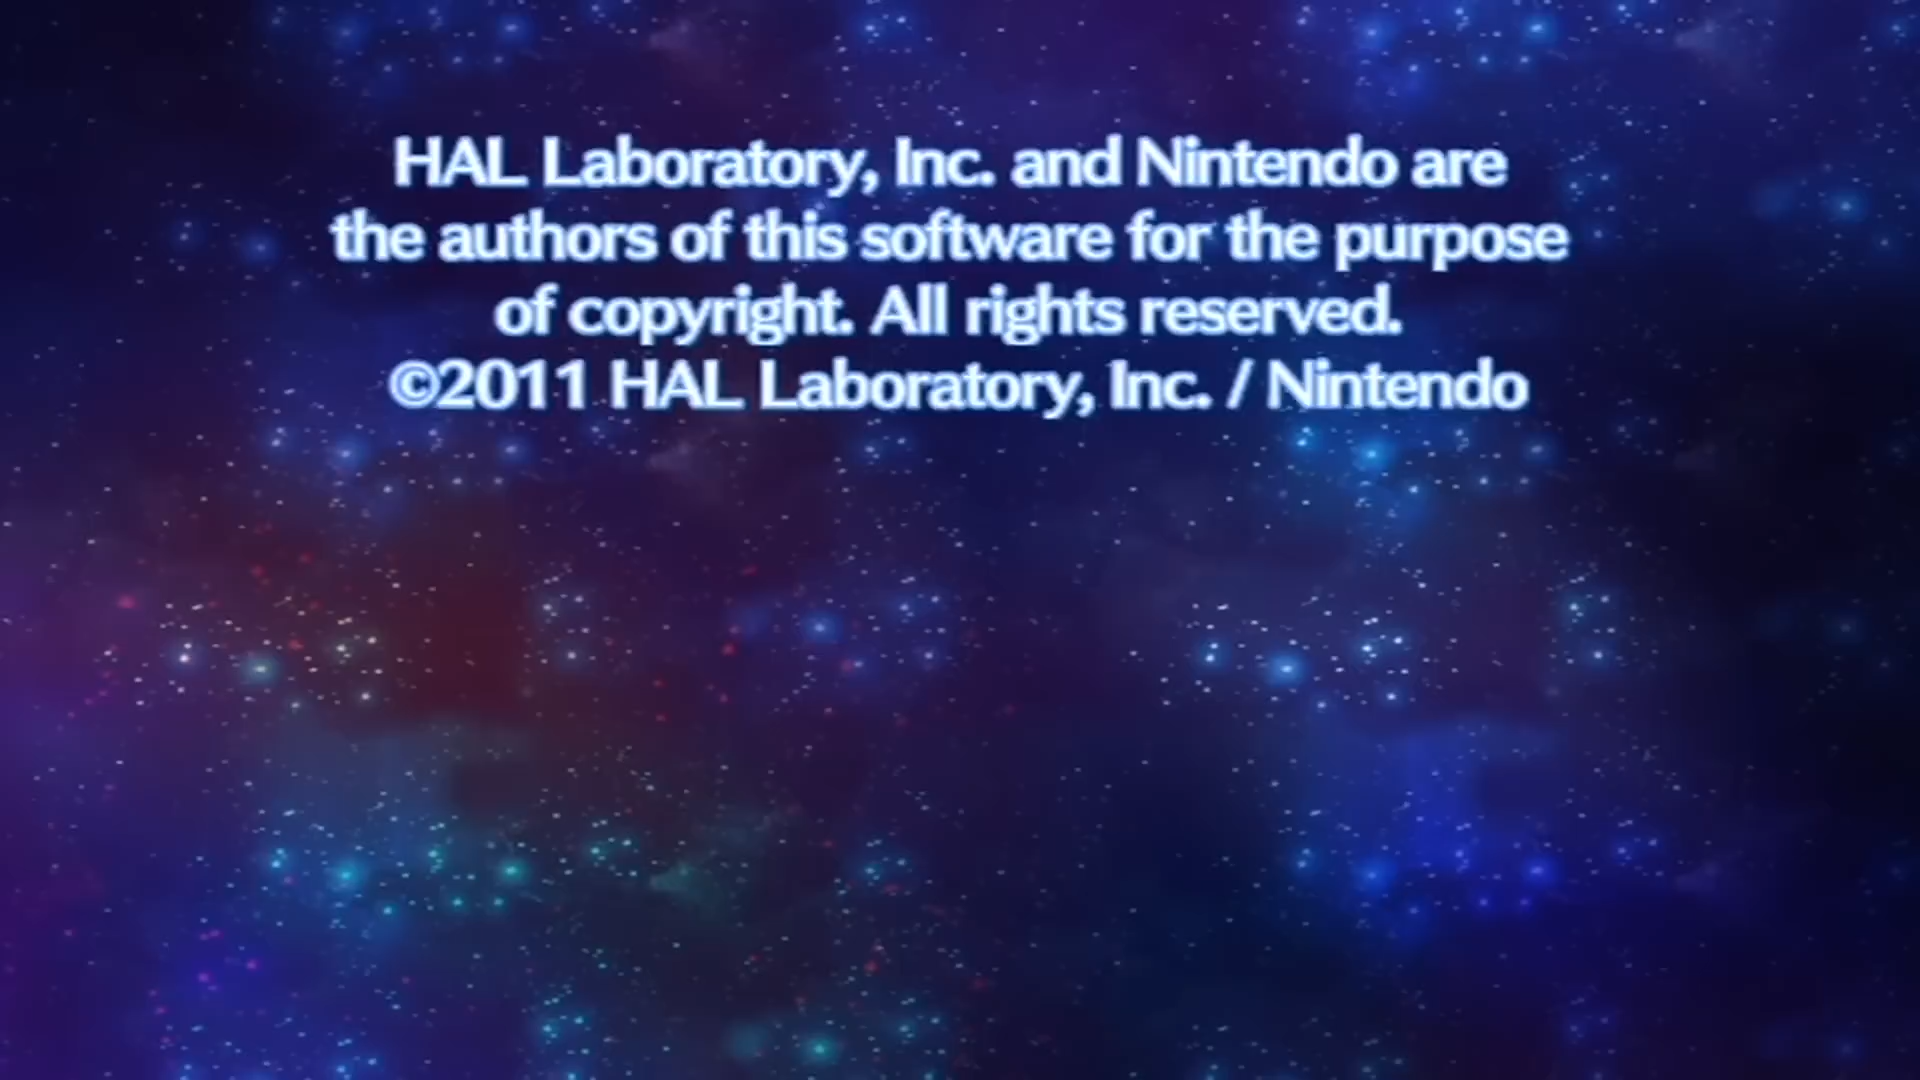 HAL Laboratory, Inc. and Nintendo are
the authors of this software for the purpose
of copyright. All rights reserved.
©2011 HAL Laboratory, Inc. / Nintendo